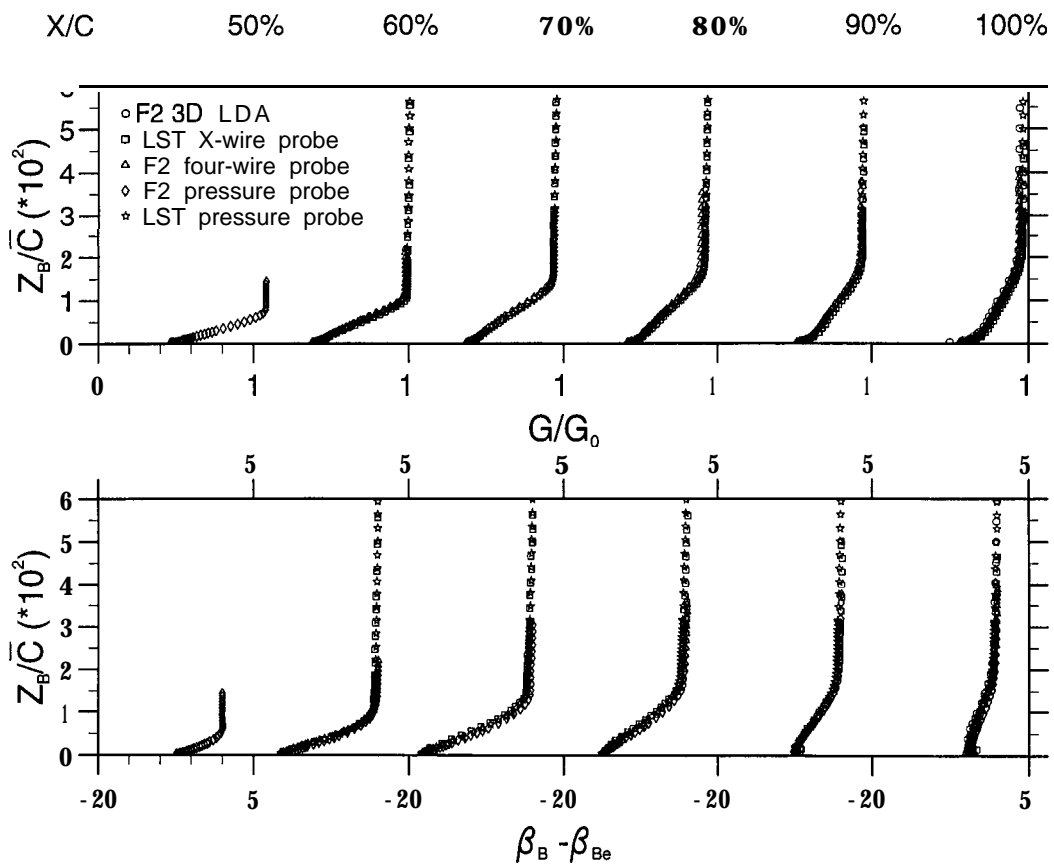 X/C 50% 60% 70% 80% 90% 100%
F2 3D LDA
LST X-wire probe
F2 four-wire probe
F2 pressure probe
LST pressure probe
5
4
3
2
1
0
Z_B/C̅ (*10²)
0 1 1 1 1 1 1
G/G₀
5 5 5 5 5 5
6
5
4
3
2
1
0
Z_B/C̅ (*10²)
-20 5 -20 -20 -20 -20 5
β_B - β_Be